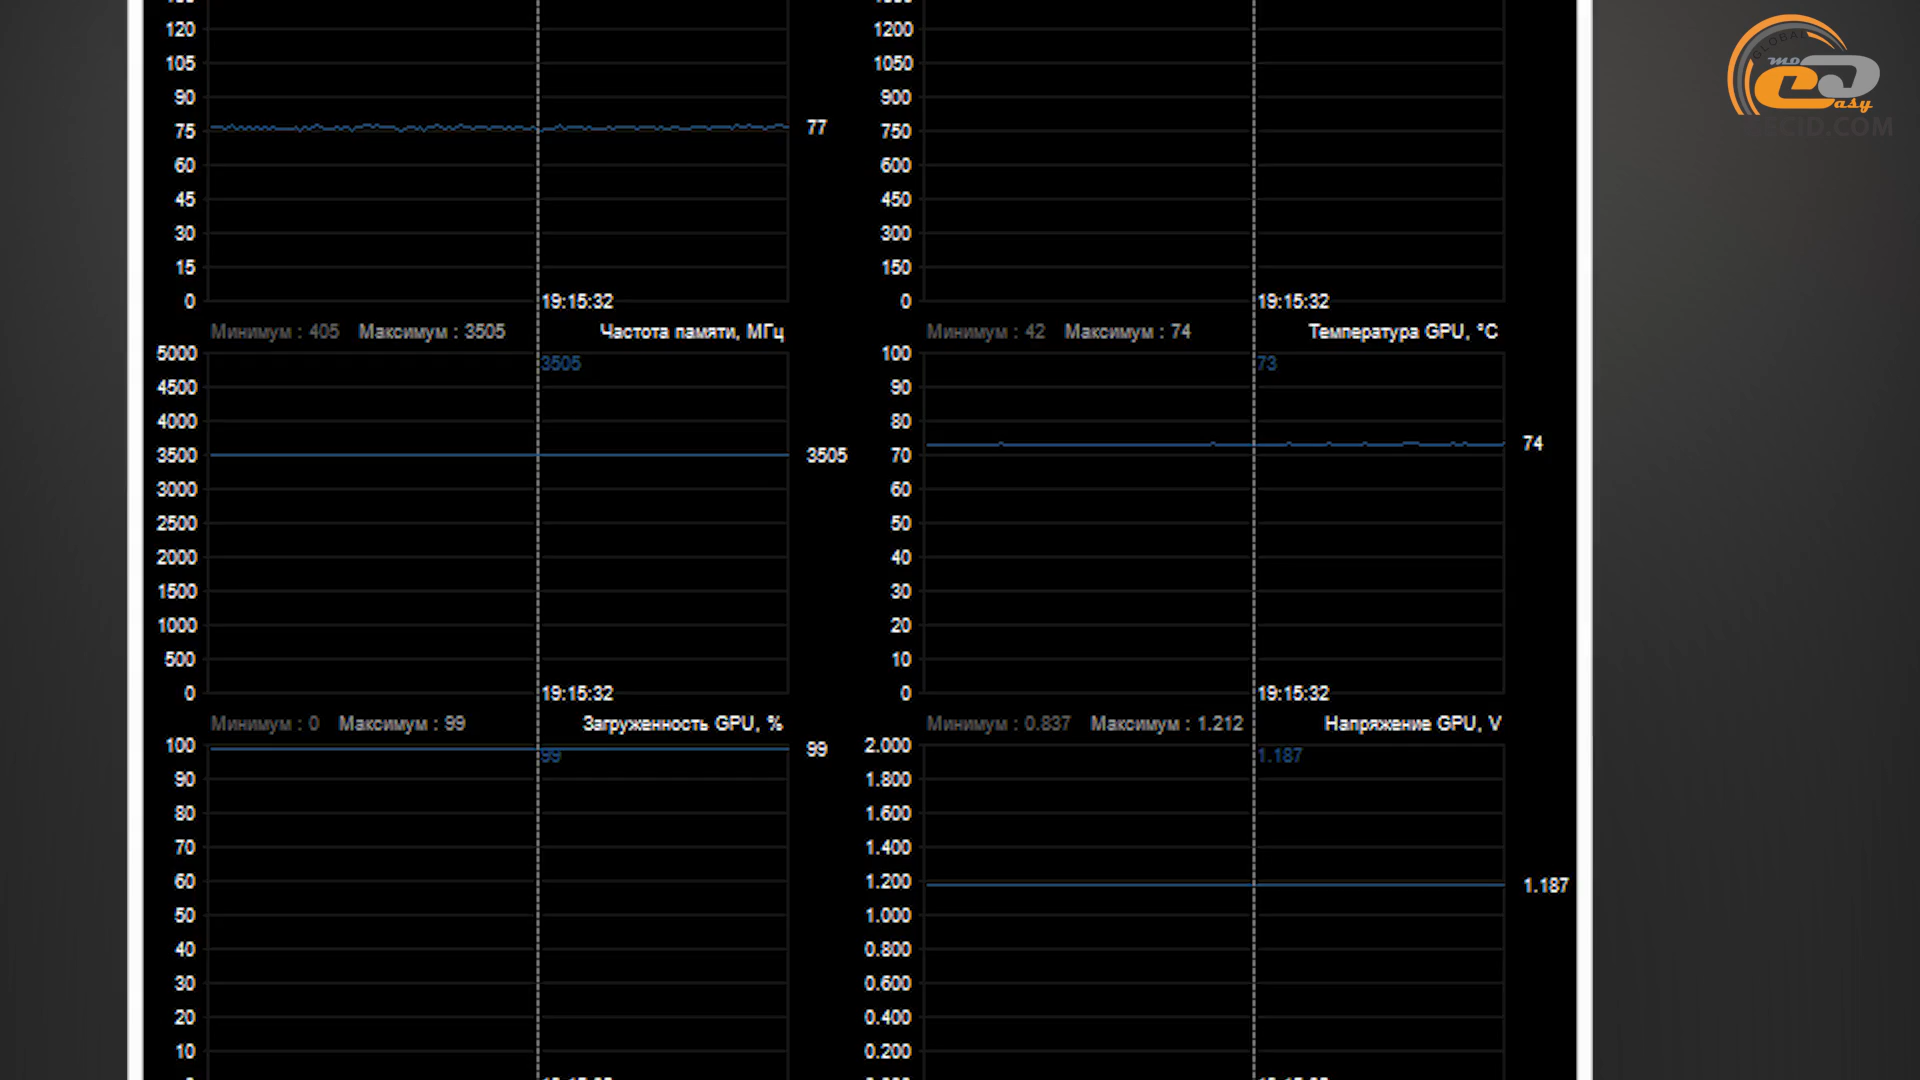 120 1200
105 1050
90 900
75 77 750
60 600
45 450
30 300
15 150
0 19:15:32 0 19:15:32
Минимум : 405 Максимум : 3505 Частота памяти, МГц Минимум : 42 Максимум : 74 Температура GPU, °C
5000 3505 100 73
4500 90
4000 80
3500 3505 70 74
3000 60
2500 50
2000 40
1500 30
1000 20
500 10
0 19:15:32 0 19:15:32
Минимум : 0 Максимум : 99 Загруженность GPU, % Минимум : 0.837 Максимум : 1.212 Напряжение GPU, V
100 99 99 2.000 1.187
90 1.800
80 1.600
70 1.400
60 1.200 1.187
50 1.000
40 0.800
30 0.600
20 0.400
10 0.200
GLOBAL
mo
asy
GECID.COM